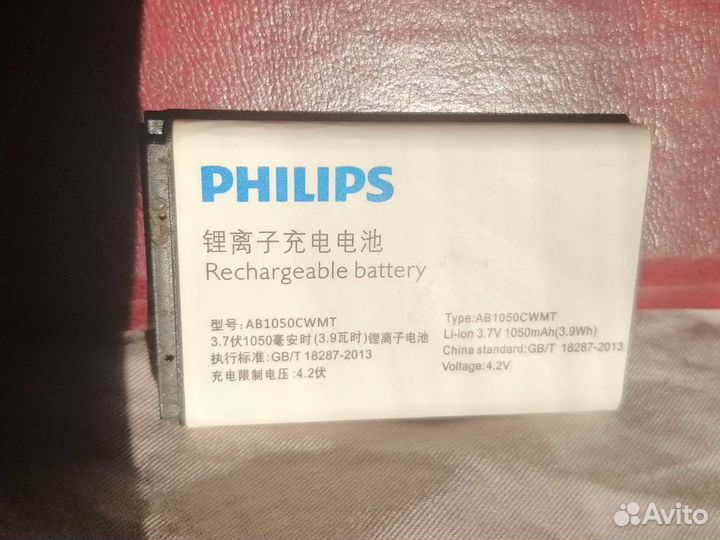 PHILIPS
锂离子充电电池
Rechargeable battery
型号:AB1050CWMT
3.7伏1050毫安时(3.9瓦时)锂离子电池
执行标准:GB/T 18287-2013
充电限制电压:4.2伏
Type:AB1050CWMT
Li-ion 3.7V 1050mAh(3.9Wh)
China standard:GB/T 18287-2013
Voltage:4.2V
Avito